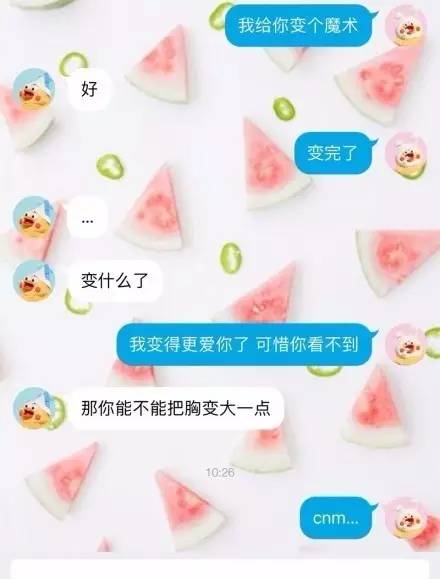 我给你变个魔术
好
变完了
...
变什么了
我变得更爱你了 可惜你看不到
那你能不能把胸变大一点
10:26
cnm...